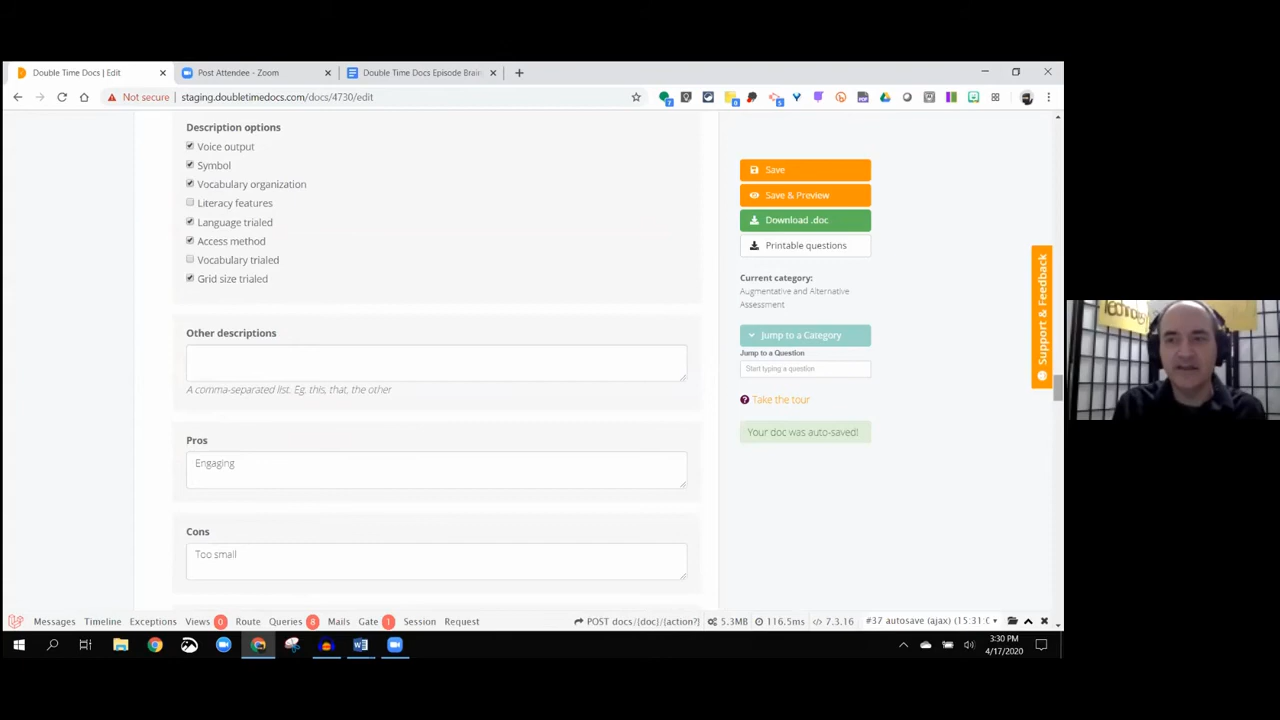 Double Time Docs | Edit
Post Attendee - Zoom
Double Time Docs Episode Brain
Not secure
staging.doubletimedocs.com/docs/4730/edit
Description options
Voice output
Symbol
Vocabulary organization
Literacy features
Language trialed
Access method
Vocabulary trialed
Grid size trialed
Other descriptions
A comma-separated list. Eg. this, that, the other
Pros
Engaging
Cons
Too small
Save
Save & Preview
Download .doc
Printable questions
Current category:
Augmentative and Alternative
Assessment
Jump to a Category
Jump to a Question
Start typing a question
Take the tour
Your doc was auto-saved!
Support & Feedback
Technology
Messages Timeline Exceptions Views 0 Route Queries 8 Mails Gate 1 Session Request POST docs/{doc}/{action?} 5.3MB 116.5ms 7.3.16 #37 autosave (ajax) (15:31:0
3:30 PM
4/17/2020